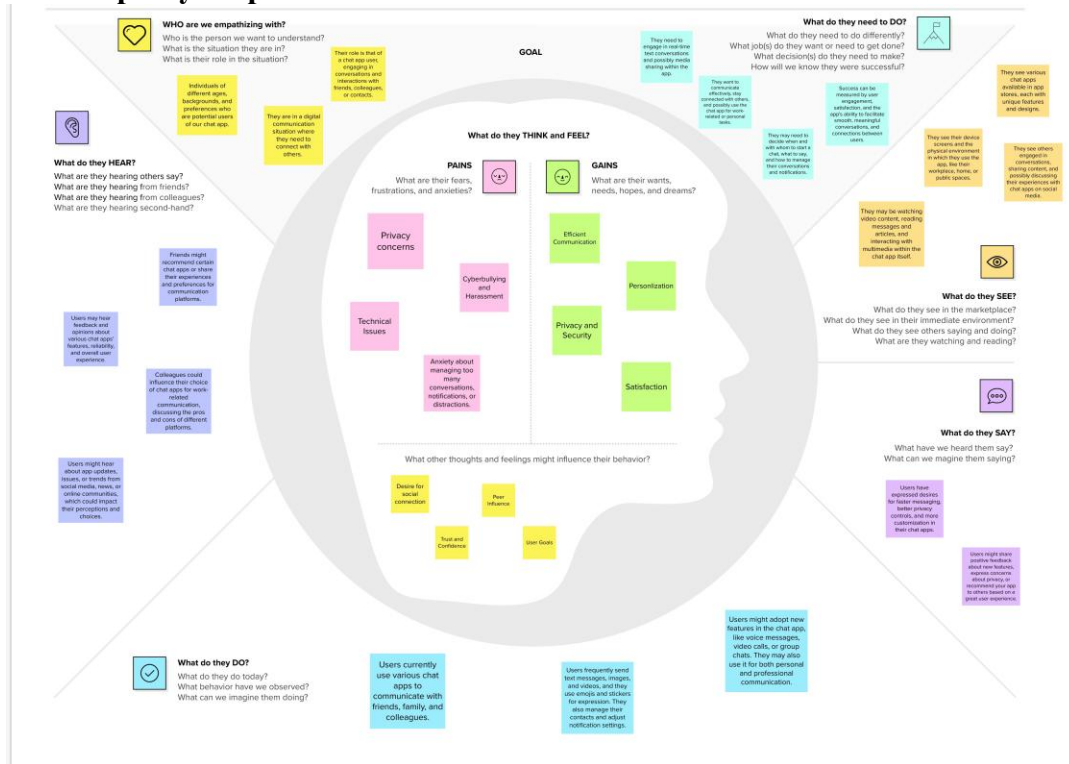 WHO are we empathizing with?
Who is the person we want to understand?
What is the situation they are in?
What is their role in the situation?
Individuals of
different ages,
backgrounds, and
preferences who
are potential users
of our chat app.
They are in a digital
communication
situation where
they need to
connect with
others.
Their role is that of
a chat app user,
engaging in
conversations and
interactions with
friends, colleagues,
or contacts.
GOAL
What do they need to DO?
What do they need to do differently?
What job(s) do they want or need to get done?
What decision(s) do they need to make?
How will we know they were successful?
They need to
engage in real-time
text conversations
and possibly media
sharing within the
app.
They want to
communicate
effectively, stay
connected with others,
and possibly use the
chat app for work-
related or personal
tasks.
They may need to
decide when and
with whom to start a
chat, what to say,
and how to manage
their conversations
and notifications.
Success can be
measured by user
engagement,
satisfaction, and the
app's ability to facilitate
smooth, meaningful
conversations, and
connections between
users.
They see various
chat apps
available in app
stores, each with
unique features
and designs.
They see their device
screens and the
physical environment
in which they use the
app, like their
workplace, home, or
public spaces.
They see others
engaged in
conversations,
sharing content, and
possibly discussing
their experiences with
chat apps on social
media.
They may be watching
video content, reading
messages and
articles, and
interacting with
multimedia within the
chat app itself.
What do they SEE?
What do they see in the marketplace?
What do they see in their immediate environment?
What do they see others saying and doing?
What are they watching and reading?
What do they HEAR?
What are they hearing others say?
What are they hearing from friends?
What are they hearing from colleagues?
What are they hearing second-hand?
Friends might
recommend certain
chat apps or share
their experiences
and preferences for
communication
platforms.
Users may hear
feedback and
opinions about
various chat apps'
features, reliability,
and overall user
experience.
Colleagues could
influence their choice
of chat apps for work-
related
communication,
discussing the pros
and cons of different
platforms.
Users might hear
about app updates,
issues, or trends from
social media, news, or
online communities,
which could impact
their perceptions and
choices.
What do they THINK and FEEL?
PAINS
What are their fears,
frustrations, and anxieties?
Privacy
concerns
Cyberbullying
and
Harassment
Technical
Issues
Anxiety about
managing too
many
conversations,
notifications, or
distractions.
GAINS
What are their wants,
needs, hopes, and dreams?
Efficient
Communication
Personlization
Privacy and
Security
Satisfaction
What other thoughts and feelings might influence their behavior?
Desire for
social
connection
Peer
Influence
Trust and
Confidence
User Goals
What do they SAY?
What have we heard them say?
What can we magine them saying?
Users have
expressed desires
for faster messaging,
better privacy
controls, and more
customization in
their chat apps.
Users might share
positive feedback
about new features,
express concerns
about privacy, or
recommend your app
to others based on a
great user experience.
What do they DO?
What do they do today?
What behavior have we observed?
What can we imagine them doing?
Users currently
use various chat
apps to
communicate with
friends, family, and
colleagues.
Users frequently send
text messages, images,
and videos, and they
use emojis and stickers
for expression. They
also manage their
contacts and adjust
notification settings.
Users might adopt new
features in the chat app,
like voice messages,
video calls, or group
chats. They may also
use it for both personal
and professional
communication.